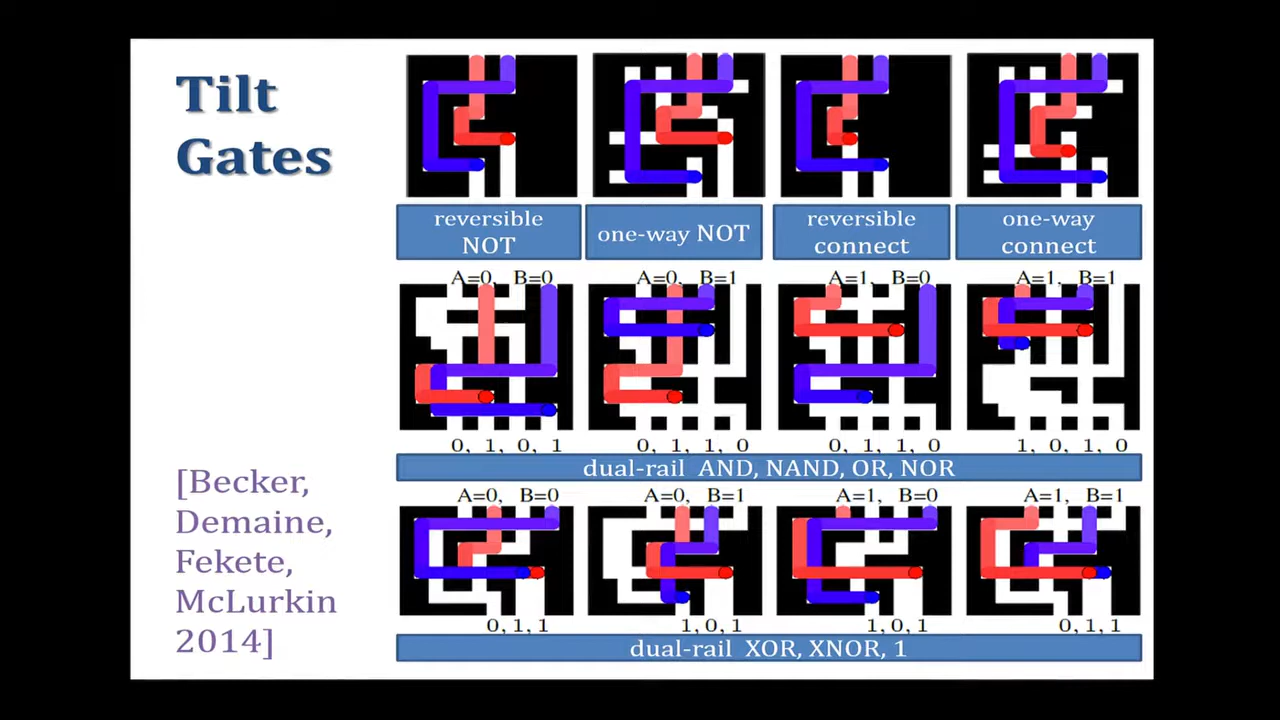 Tilt
Gates
reversible
NOT
one-way NOT
reversible
connect
one-way
connect
A=0, B=0
A=0, B=1
A=1, B=0
A=1, B=1
0, 1, 0, 1
0, 1, 1, 0
0, 1, 1, 0
1, 0, 1, 0
dual-rail AND, NAND, OR, NOR
A=0, B=0
A=0, B=1
A=1, B=0
A=1, B=1
0, 1, 1
1, 0, 1
1, 0, 1
0, 1, 1
dual-rail XOR, XNOR, 1
[Becker,
Demaine,
Fekete,
McLurkin
2014]